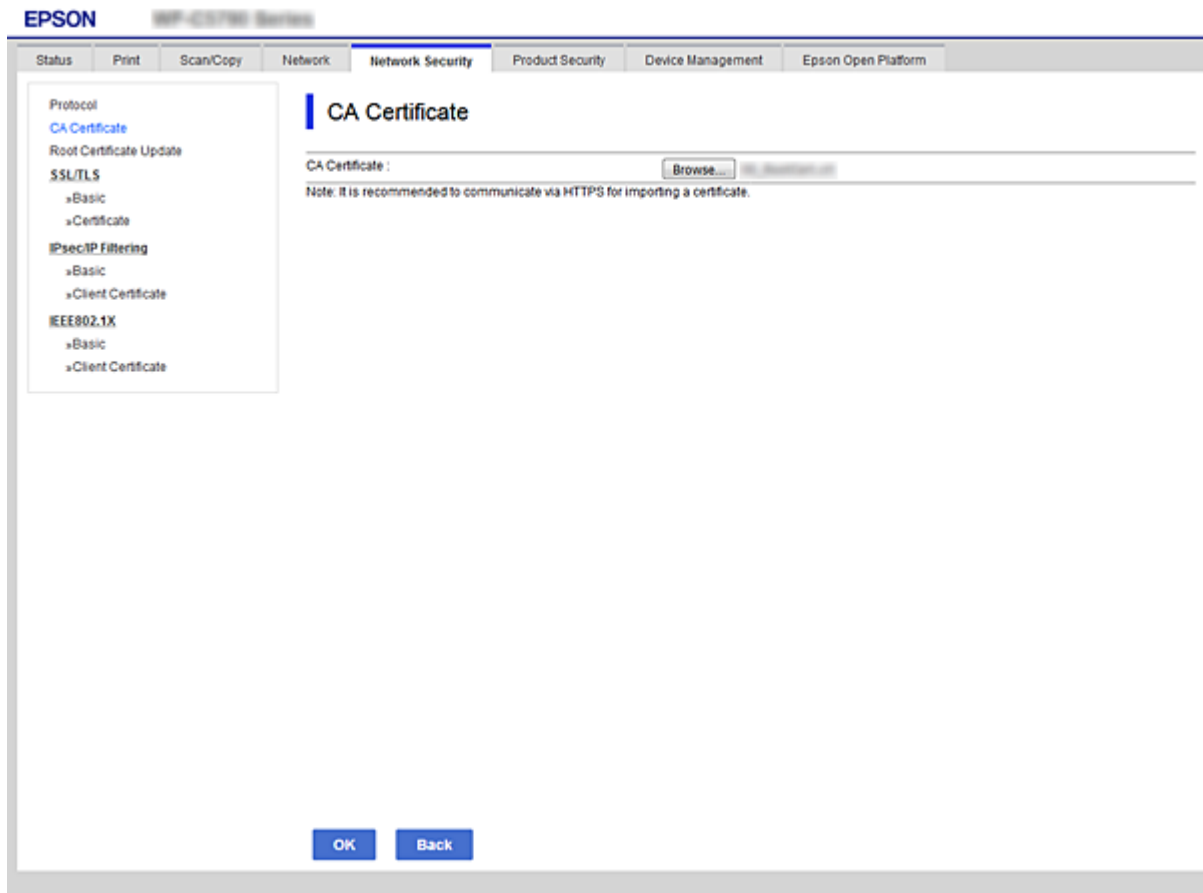 EPSON
Status Print Scan/Copy Network Network Security Product Security Device Management Epson Open Platform
Protocol
CA Certificate
Root Certificate Update
SSL/TLS
»Basic
»Certificate
IPsec/IP Filtering
»Basic
»Client Certificate
IEEE802.1X
»Basic
»Client Certificate
CA Certificate
CA Certificate :
Browse...
Note: It is recommended to communicate via HTTPS for importing a certificate.
OK Back